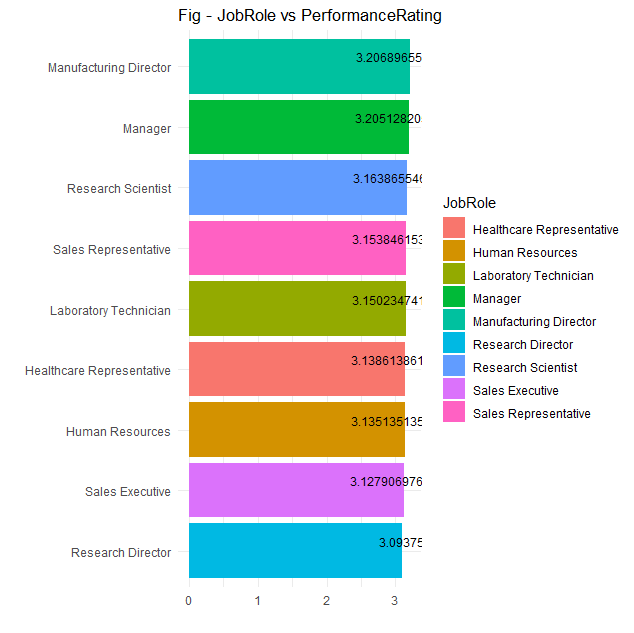 Fig - JobRole vs PerformanceRating
Manufacturing Director
3.20689655
Manager
3.20512820
Research Scientist
3.163865546
Sales Representative
3.153846153
Laboratory Technician
3.150234741
Healthcare Representative
3.138613861
Human Resources
3.135135135
Sales Executive
3.127906976
Research Director
3.09375
0 1 2 3
JobRole
Healthcare Representative
Human Resources
Laboratory Technician
Manager
Manufacturing Director
Research Director
Research Scientist
Sales Executive
Sales Representative